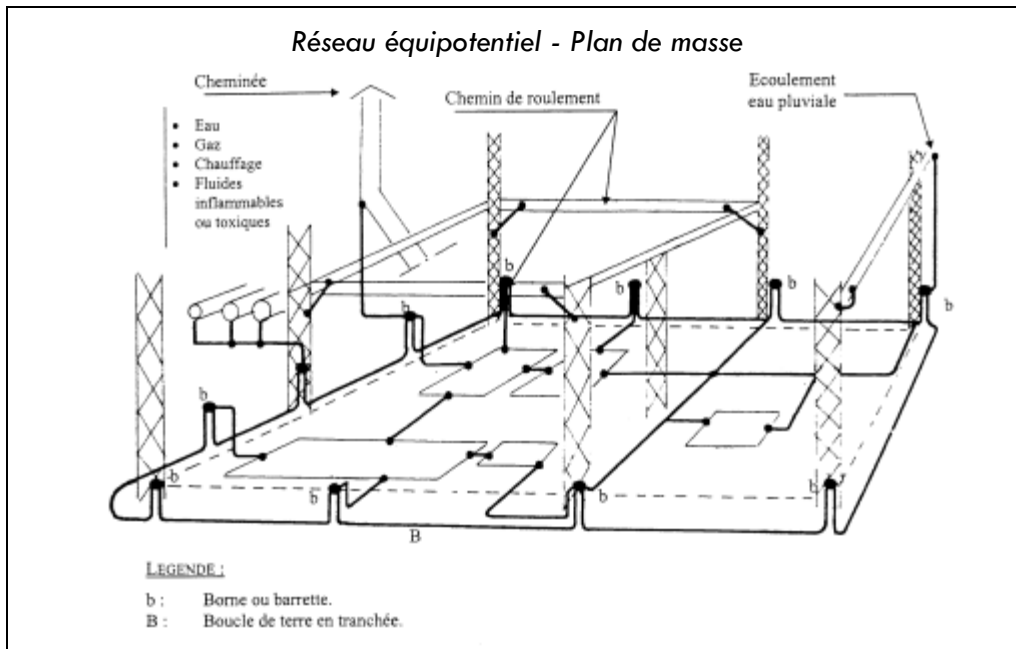 Réseau équipotentiel - Plan de masse
Cheminée
Ecoulement
eau pluviale
Chemin de roulement
• Eau
• Gaz
• Chauffage
• Fluides
inflammables
ou toxiques
b
b
b
b
b
b
b
b
b
B
LEGENDE :
b : Borne ou barrette.
B : Boucle de terre en tranchée.